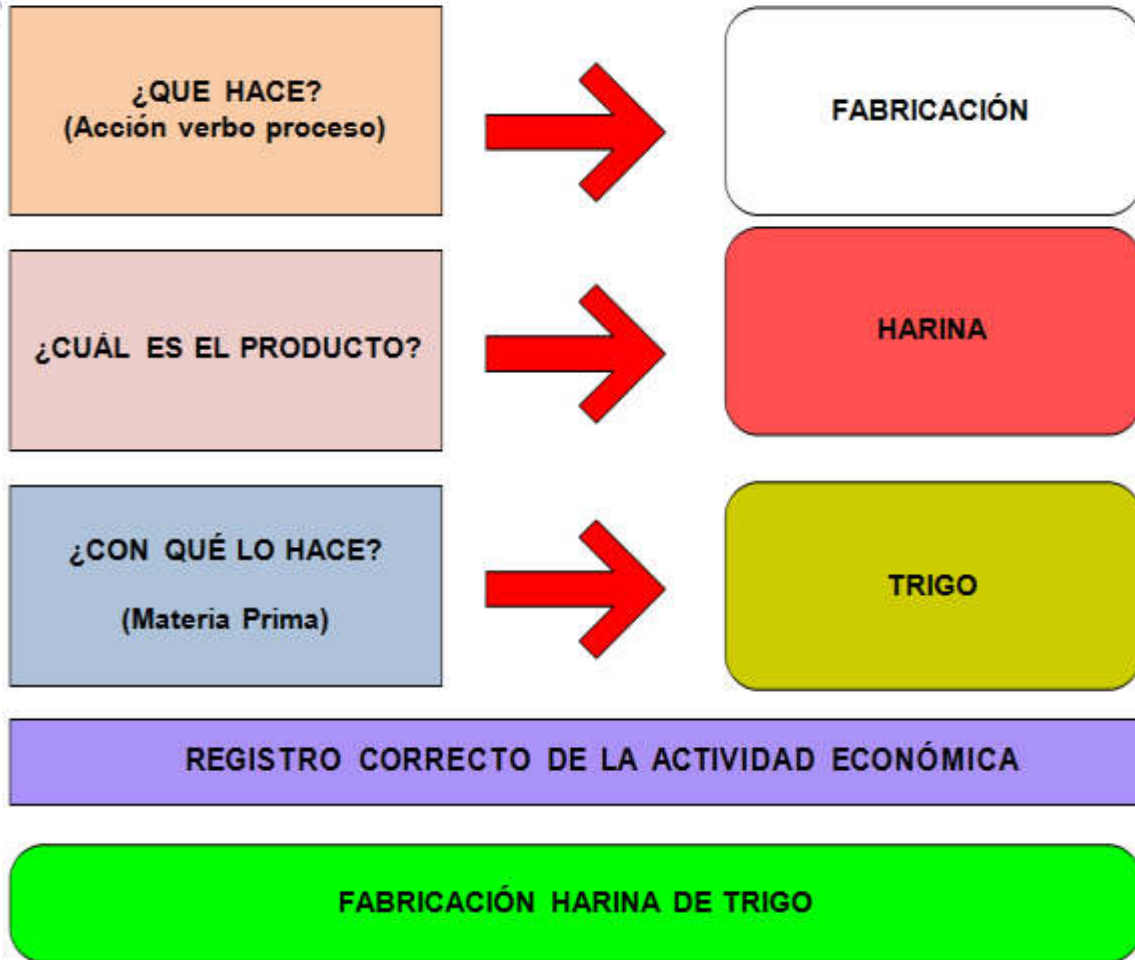 ¿QUE HACE?
(Acción verbo proceso)
FABRICACIÓN
¿CUÁL ES EL PRODUCTO?
HARINA
¿CON QUÉ LO HACE?
(Materia Prima)
TRIGO
REGISTRO CORRECTO DE LA ACTIVIDAD ECONÓMICA
FABRICACIÓN HARINA DE TRIGO